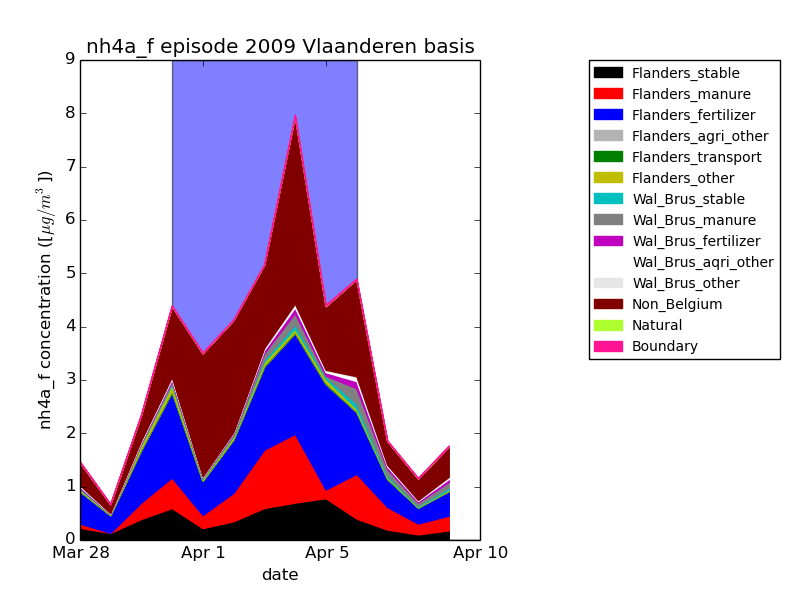 nh4a_f episode 2009 Vlaanderen basis
9
8
7
6
5
4
3
2
1
0
nh4a_f concentration ([μg/m³ ])
Mar 28 Apr 1 Apr 5 Apr 10
date
Flanders_stable
Flanders_manure
Flanders_fertilizer
Flanders_agri_other
Flanders_transport
Flanders_other
Wal_Brus_stable
Wal_Brus_manure
Wal_Brus_fertilizer
Wal_Brus_aqri_other
Wal_Brus_other
Non_Belgium
Natural
Boundary